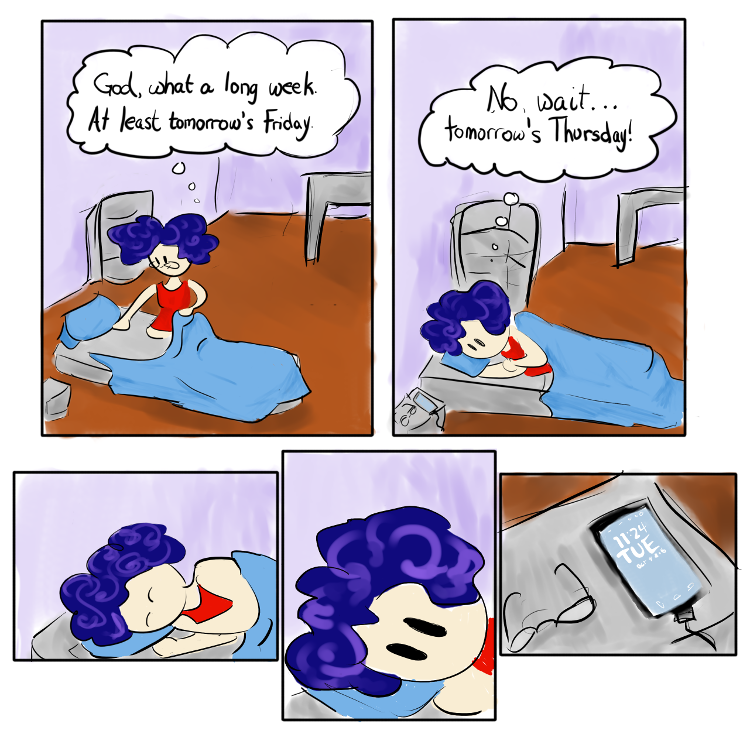 God, what a long week.
At least tomorrow's Friday.
No, wait...
tomorrow's Thursday!
11:24
TUE